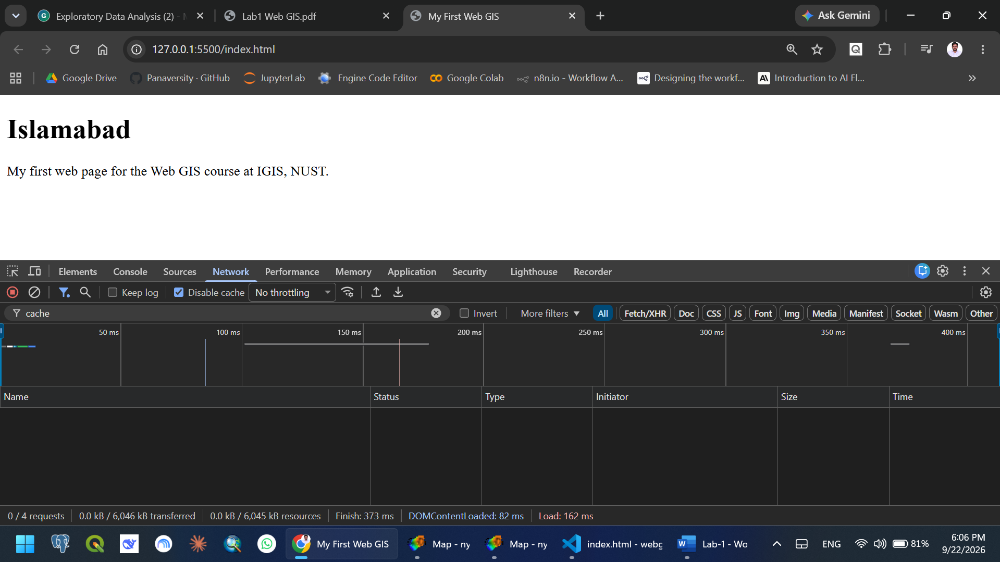 Exploratory Data Analysis (2) -
Lab1 Web GIS.pdf
My First Web GIS
Ask Gemini
127.0.0.1:5500/index.html
Google Drive
Panaversity · GitHub
JupyterLab
Engine Code Editor
Google Colab
n8n.io - Workflow A...
Designing the workf...
Introduction to AI Fl...
Islamabad
My first web page for the Web GIS course at IGIS, NUST.
Elements Console Sources Network Performance Memory Application Security Lighthouse Recorder
Keep log Disable cache No throttling
cache Invert More filters All Fetch/XHR Doc CSS JS Font Img Media Manifest Socket Wasm Other
50 ms 100 ms 150 ms 200 ms 250 ms 300 ms 350 ms 400 ms
Name Status Type Initiator Size Time
0 / 4 requests 0.0 kB / 6,046 kB transferred 0.0 kB / 6,045 kB resources Finish: 373 ms DOMContentLoaded: 82 ms Load: 162 ms
My First Web GIS
Map - ny
Map - ny
index.html - webg
Lab-1 - Wo
ENG
81%
6:06 PM
9/22/2026